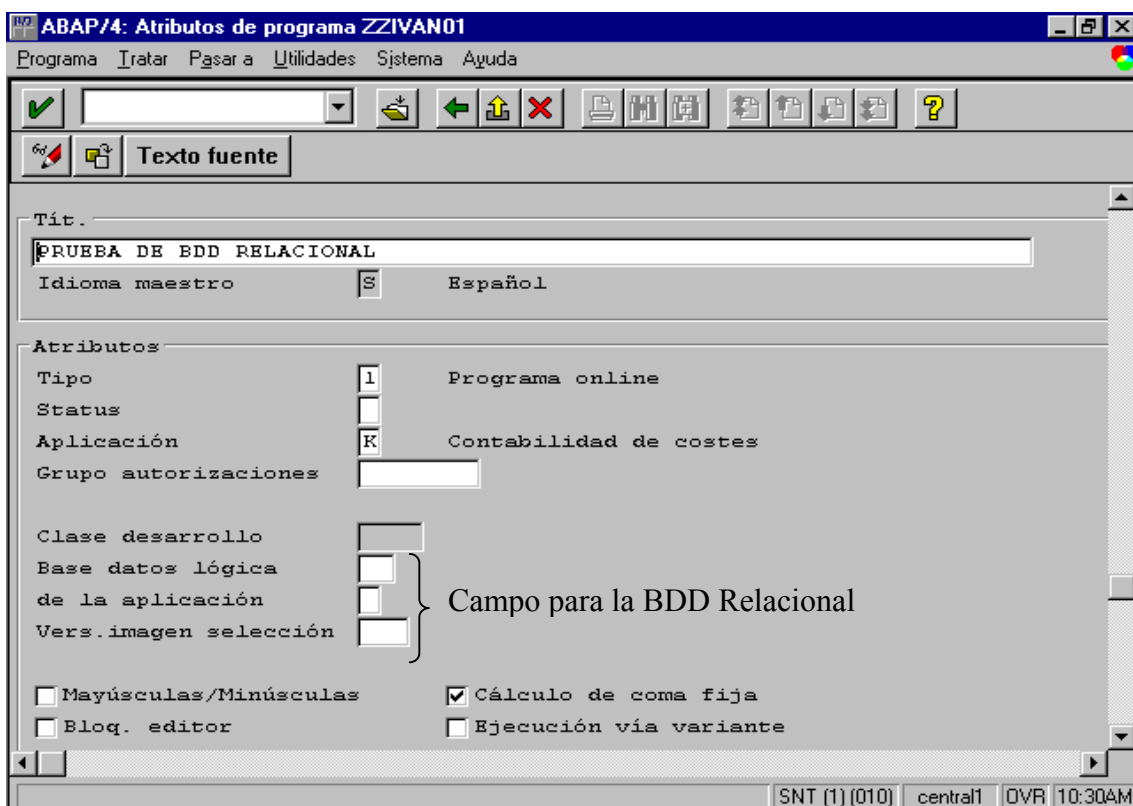 ABAP/4: Atributos de programa ZZIVAN01
Programa Tratar Pasar a Utilidades Sistema Ayuda
Texto fuente
Tít.
PRUEBA DE BDD RELACIONAL
Idioma maestro S Español
Atributos
Tipo 1 Programa online
Status
Aplicación K Contabilidad de costes
Grupo autorizaciones
Clase desarrollo
Base datos lógica
de la aplicación
Campo para la BDD Relacional
Vers.imagen selección
Mayúsculas/Minúsculas Cálculo de coma fija
Bloq. editor Ejecución vía variante
SNT (1) (010) central1 OVR 10:30AM